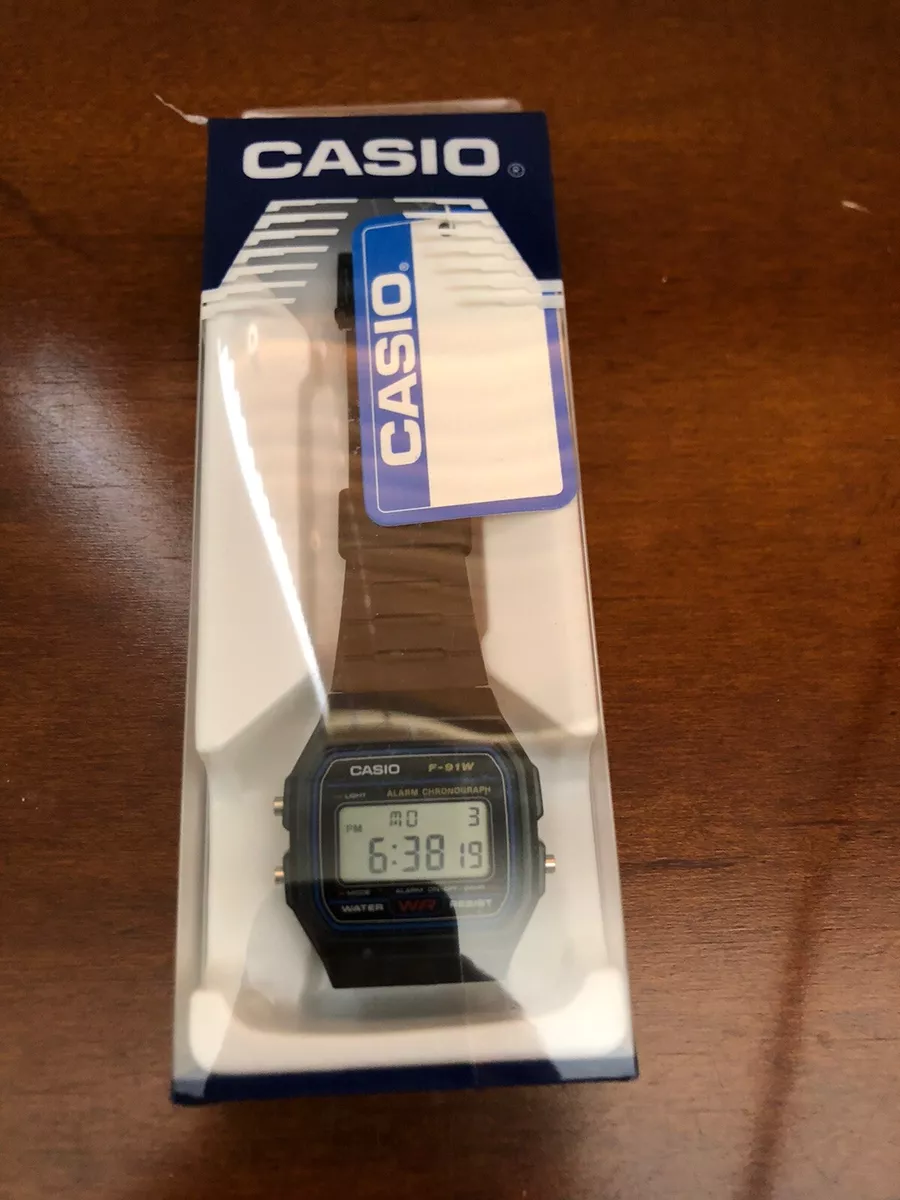 CASIO®
CASIO®
CASIO F-91W
LIGHT ALARM CHRONOGRAPH
PM MO 3
6:38 19
MODE ALARM ON·OFF/24HR
WATER WR RESIST